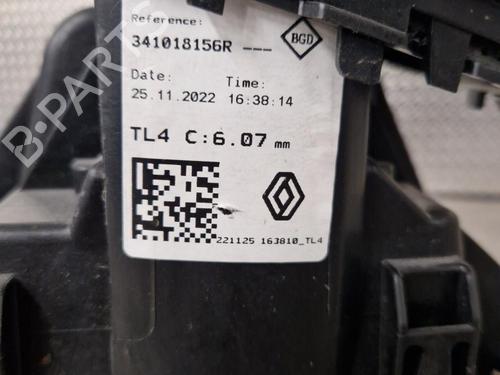 Reference:
341018156R ---
BGD
Date: Time:
25.11.2022 16:38:14
TL4 C:6.07 mm
221125 163810_TL4
B-PARTS